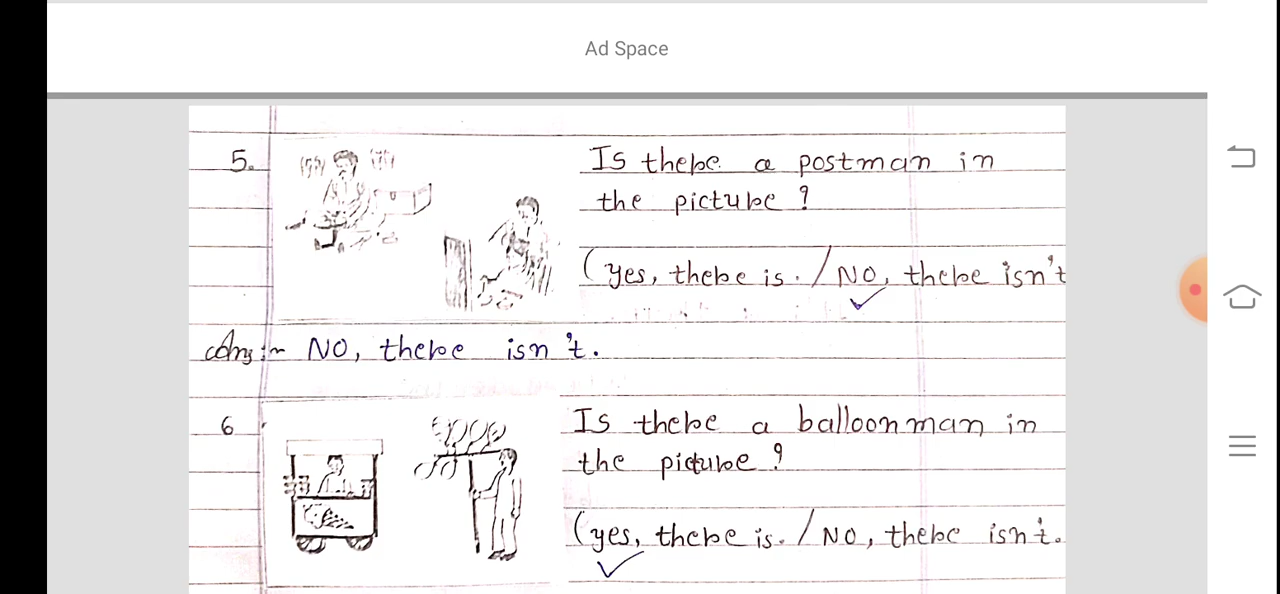 Ad Space
5.
Is there a postman in
the picture ?
(yes, there is. / NO, there isn't
Ans :- NO, there isn't.
6
Is there a balloonman in
the picture ?
(yes, there is. / NO, there isn't.